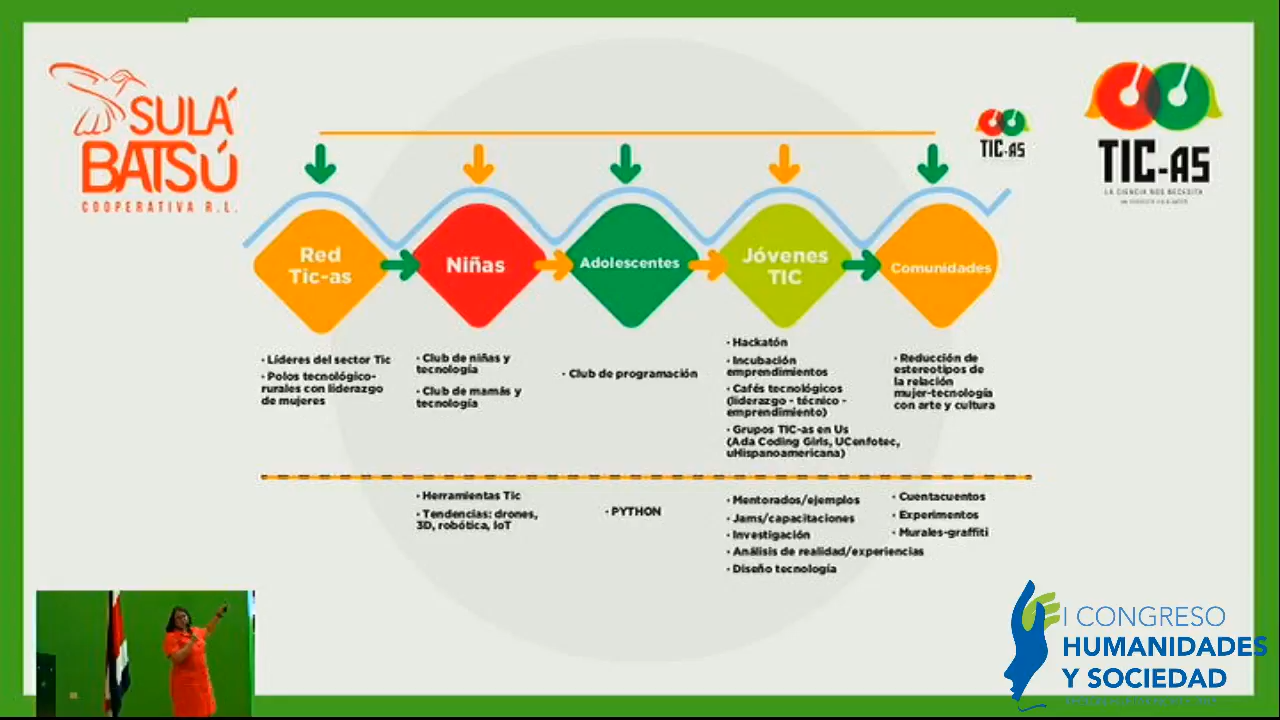 SULÁ
BATSÚ
COOPERATIVA R.L.
TIC-AS
TIC-AS
LA CIENCIA NOS NECESITA
Red
Tic-as
Niñas
Adolescentes
Jóvenes
TIC
Comunidades
· Líderes del sector Tic
· Polos tecnológico-
rurales con liderazgo
de mujeres
· Club de niñas y
tecnología
· Club de mamás y
tecnología
· Club de programación
· Hackatón
· Incubación
emprendimientos
· Cafés tecnológicos
(liderazgo - técnico -
emprendimiento)
· Grupos TIC-as en Us
(Ada Coding Girls, UCenfotec,
uHispanoamericana)
· Reducción de
estereotipos de
la relación
mujer-tecnología
con arte y cultura
· Herramientas Tic
· Tendencias: drones,
3D, robótica, IoT
· PYTHON
· Mentorados/ejemplos
· Jams/capacitaciones
· Investigación
· Análisis de realidad/experiencias
· Diseño tecnología
· Cuentacuentos
· Experimentos
· Murales-graffiti
I CONGRESO
HUMANIDADES
Y SOCIEDAD